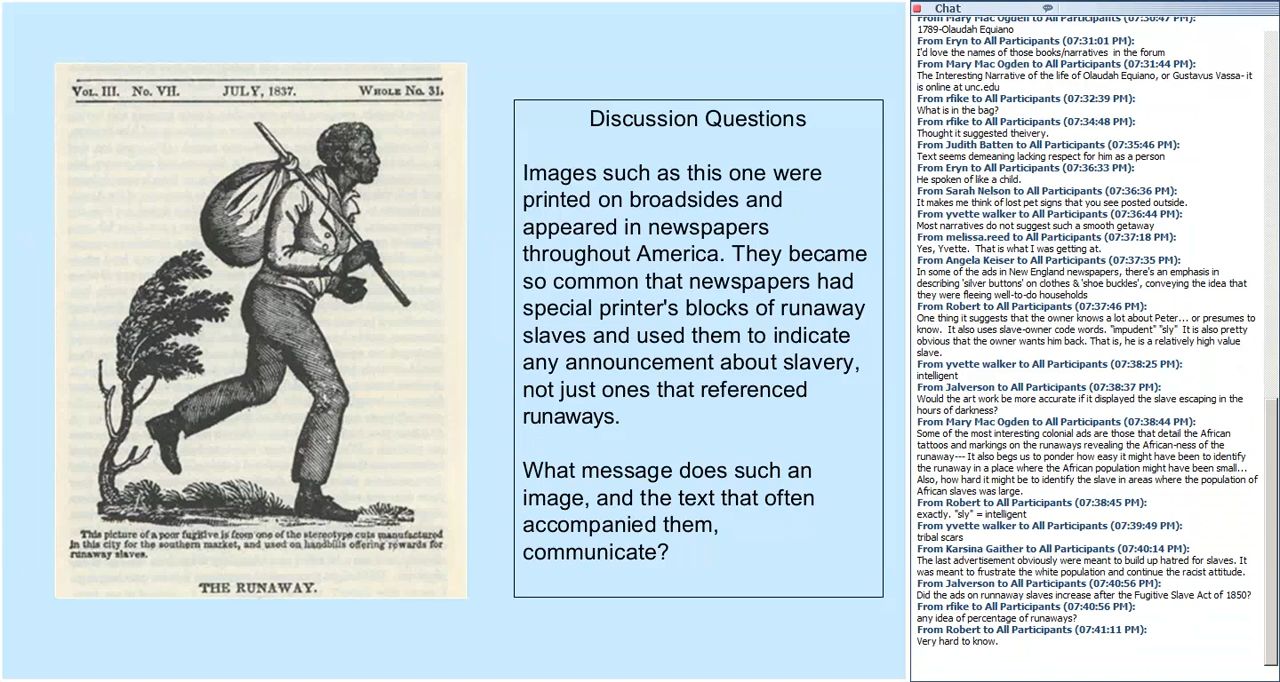 VOL. III. No. VII. JULY, 1837. WHOLE No. 31.
This picture of a poor fugitive is from one of the stereotype cuts manufactured
in this city for the southern market, and used on handbills offering rewards for
runaway slaves.
THE RUNAWAY.
Discussion Questions
Images such as this one were
printed on broadsides and
appeared in newspapers
throughout America. They became
so common that newspapers had
special printer's blocks of runaway
slaves and used them to indicate
any announcement about slavery,
not just ones that referenced
runaways.
What message does such an
image, and the text that often
accompanied them,
communicate?
Chat
From Mary Mac Ogden to All Participants (07:30:47 PM):
1789-Olaudah Equiano
From Eryn to All Participants (07:31:01 PM):
I'd love the names of those books/narratives in the forum
From Mary Mac Ogden to All Participants (07:31:44 PM):
The Interesting Narrative of the life of Olaudah Equiano, or Gustavus Vassa- it
is online at unc.edu
From rfike to All Participants (07:32:39 PM):
What is in the bag?
From rfike to All Participants (07:34:48 PM):
Thought it suggested theivery.
From Judith Batten to All Participants (07:35:46 PM):
Text seems demeaning lacking respect for him as a person
From Eryn to All Participants (07:36:33 PM):
He spoken of like a child.
From Sarah Nelson to All Participants (07:36:36 PM):
It makes me think of lost pet signs that you see posted outside.
From yvette walker to All Participants (07:36:44 PM):
Most narratives do not suggest such a smooth getaway
From melissa.reed to All Participants (07:37:18 PM):
Yes, Yvette. That is what I was getting at.
From Angela Keiser to All Participants (07:37:35 PM):
In some of the ads in New England newspapers, there's an emphasis in
describing 'silver buttons' on clothes & 'shoe buckles', conveying the idea that
they were fleeing well-to-do households
From Robert to All Participants (07:37:46 PM):
One thing it suggests that the owner knows a lot about Peter... or presumes to
know. It also uses slave-owner code words. "impudent" "sly" It is also pretty
obvious that the owner wants him back. That is, he is a relatively high value
slave.
From yvette walker to All Participants (07:38:25 PM):
intelligent
From Jalverson to All Participants (07:38:37 PM):
Would the art work be more accurate if it displayed the slave escaping in the
hours of darkness?
From Mary Mac Ogden to All Participants (07:38:44 PM):
Some of the most interesting colonial ads are those that detail the African
tattoos and markings on the runaways revealing the African-ness of the
runaway--- It also begs us to ponder how easy it might have been to identify
the runaway in a place where the African population might have been small...
Also, how hard it might be to identify the slave in areas where the population of
African slaves was large.
From Robert to All Participants (07:38:45 PM):
exactly. "sly" = intelligent
From yvette walker to All Participants (07:39:49 PM):
tribal scars
From Karsina Gaither to All Participants (07:40:14 PM):
The last advertisement obviously were meant to build up hatred for slaves. It
was meant to frustrate the white population and continue the racist attitude.
From Jalverson to All Participants (07:40:56 PM):
Did the ads on runnaway slaves increase after the Fugitive Slave Act of 1850?
From rfike to All Participants (07:40:56 PM):
any idea of percentage of runaways?
From Robert to All Participants (07:41:11 PM):
Very hard to know.